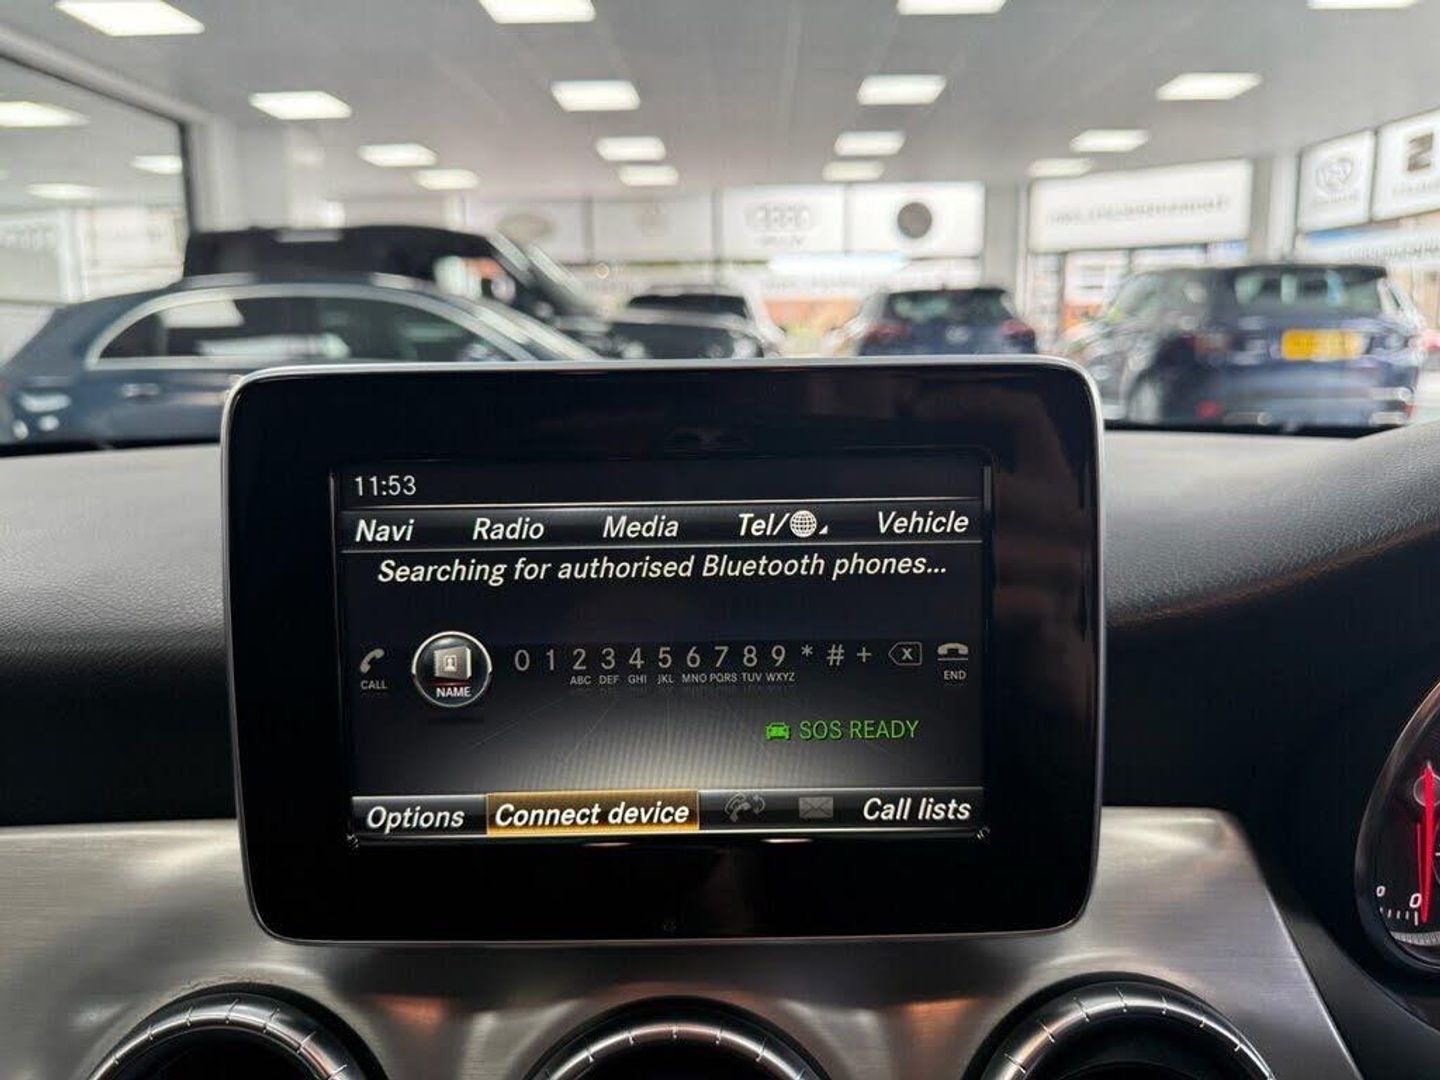 11:53
Navi Radio Media Tel/ Vehicle
Searching for authorised Bluetooth phones...
CALL NAME 0 1 2 3 4 5 6 7 8 9 * # + X END
ABC DEF GHI JKL MNO PQRS TUV WXYZ
SOS READY
Options Connect device Call lists
0 0